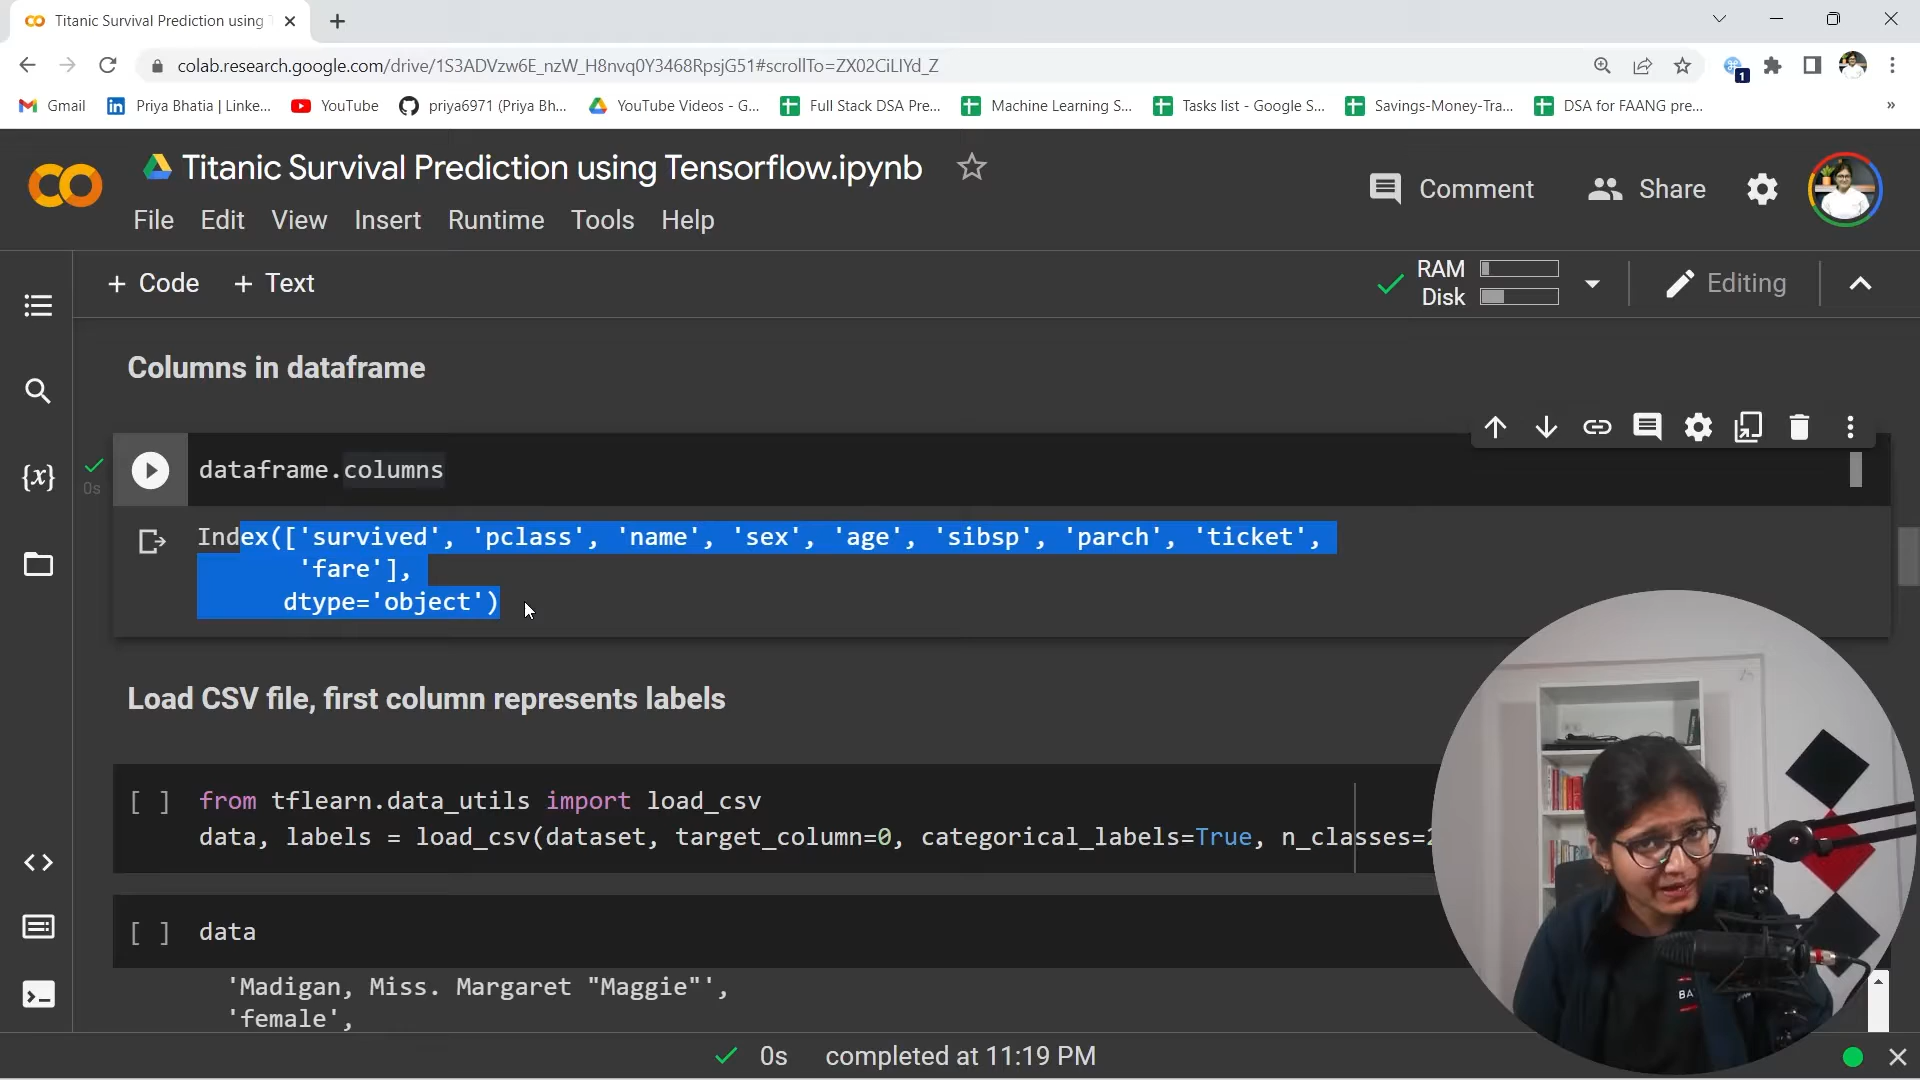 Titanic Survival Prediction using
colab.research.google.com/drive/1S3ADVzw6E_nzW_H8nvq0Y3468RpsjG51#scrollTo=ZX02CiLIYd_Z
1
Gmail
Priya Bhatia | Linke...
YouTube
priya6971 (Priya Bh...
YouTube Videos - G...
Full Stack DSA Pre...
Machine Learning S...
Tasks list - Google S...
Savings-Money-Tra...
DSA for FAANG pre...
»
Titanic Survival Prediction using Tensorflow.ipynb
Comment
Share
File Edit View Insert Runtime Tools Help
+ Code + Text
RAM
Disk
Editing
Columns in dataframe
dataframe.columns
0s
Index(['survived', 'pclass', 'name', 'sex', 'age', 'sibsp', 'parch', 'ticket',
'fare'],
dtype='object')
{x}
Load CSV file, first column represents labels
[ ] from tflearn.data_utils import load_csv
data, labels = load_csv(dataset, target_column=0, categorical_labels=True, n_classes=2
[ ] data
'Madigan, Miss. Margaret "Maggie"',
'female',
BA
0s completed at 11:19 PM